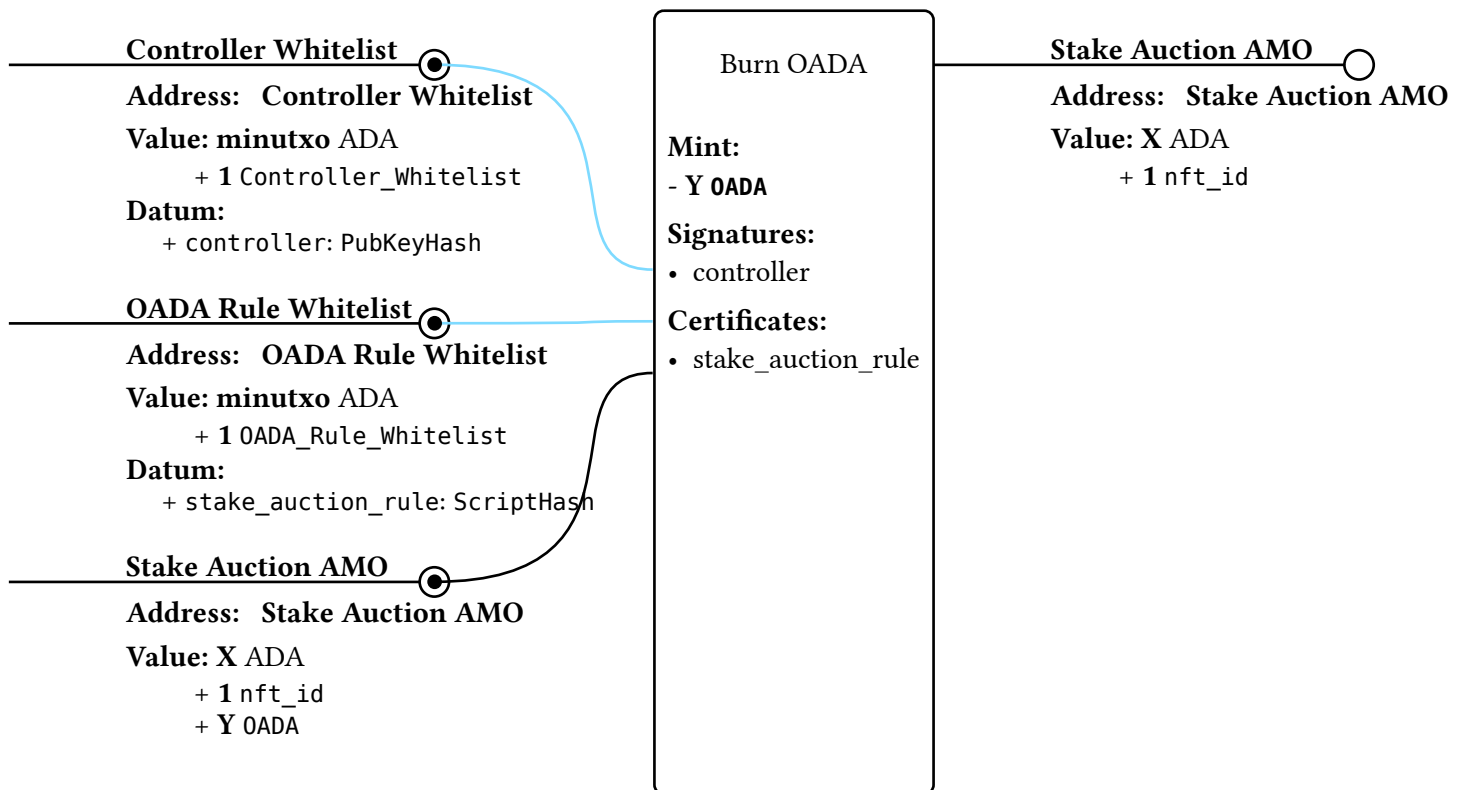 Controller Whitelist
Address: Controller Whitelist
Value: minutxo ADA
+ 1 Controller_Whitelist
Datum:
+ controller: PubKeyHash
OADA Rule Whitelist
Address: OADA Rule Whitelist
Value: minutxo ADA
+ 1 OADA_Rule_Whitelist
Datum:
+ stake_auction_rule: ScriptHash
Stake Auction AMO
Address: Stake Auction AMO
Value: X ADA
+ 1 nft_id
+ Y OADA
Burn OADA
Mint:
- Y OADA
Signatures:
• controller
Certificates:
• stake_auction_rule
Stake Auction AMO
Address: Stake Auction AMO
Value: X ADA
+ 1 nft_id